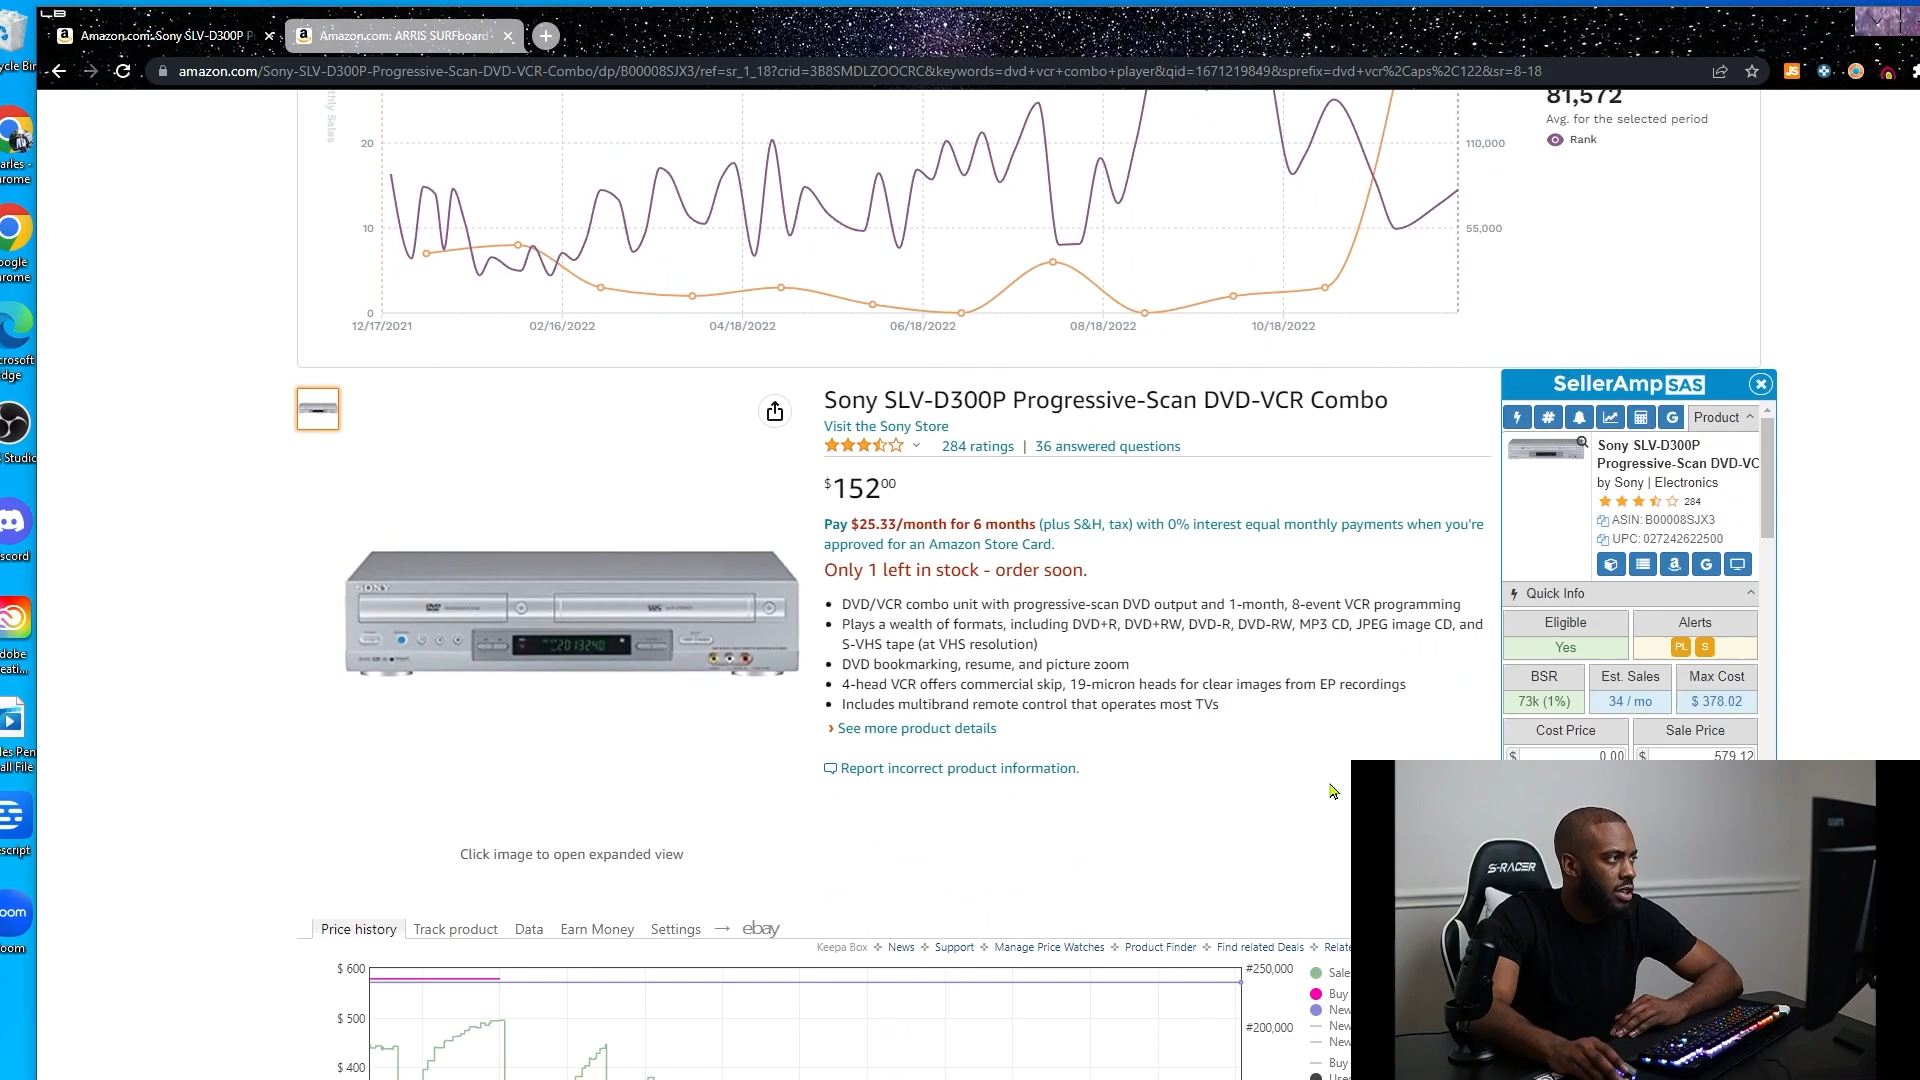 Amazon.com: Sony SLV-D300P P
Amazon.com: ARRIS SURFboard
amazon.com/Sony-SLV-D300P-Progressive-Scan-DVD-VCR-Combo/dp/B00008SJX3/ref=sr_1_18?crid=3B8SMDLZOOCRC&keywords=dvd+vcr+combo+player&qid=1671219849&sprefix=dvd+vcr%2Caps%2C122&sr=8-18
81,572
Avg. for the selected period
Rank
20
10
0
110,000
55,000
12/17/2021
02/16/2022
04/18/2022
06/18/2022
08/18/2022
10/18/2022
Sony SLV-D300P Progressive-Scan DVD-VCR Combo
Visit the Sony Store
284 ratings | 36 answered questions
$15200
Pay $25.33/month for 6 months (plus S&H, tax) with 0% interest equal monthly payments when you're
approved for an Amazon Store Card.
Only 1 left in stock - order soon.
• DVD/VCR combo unit with progressive-scan DVD output and 1-month, 8-event VCR programming
• Plays a wealth of formats, including DVD+R, DVD+RW, DVD-R, DVD-RW, MP3 CD, JPEG image CD, and
S-VHS tape (at VHS resolution)
• DVD bookmarking, resume, and picture zoom
• 4-head VCR offers commercial skip, 19-micron heads for clear images from EP recordings
• Includes multibrand remote control that operates most TVs
› See more product details
Report incorrect product information.
SONY
DVD
VHS
Click image to open expanded view
SellerAmp SAS
Product
Sony SLV-D300P
Progressive-Scan DVD-VC
by Sony | Electronics
284
ASIN: B00008SJX3
UPC: 027242622500
Quick Info
Eligible
Alerts
Yes
PL S
BSR
Est. Sales
Max Cost
73k (1%)
34 / mo
$ 378.02
Cost Price
Sale Price
$ 0.00
$ 579.12
Price history
Track product
Data
Earn Money
Settings
→ ebay
Keepa Box
News
Support
Manage Price Watches
Product Finder
Find related Deals
Relate
$ 600
$ 500
$ 400
#250,000
#200,000
Sale
Buy
New
New
New
Buy
S-RACER